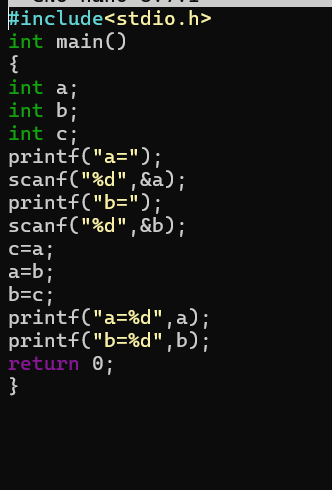 #include<stdio.h>
int main()
{
int a;
int b;
int c;
printf("a=");
scanf("%d",&a);
printf("b=");
scanf("%d",&b);
c=a;
a=b;
b=c;
printf("a=%d",a);
printf("b=%d",b);
return 0;
}